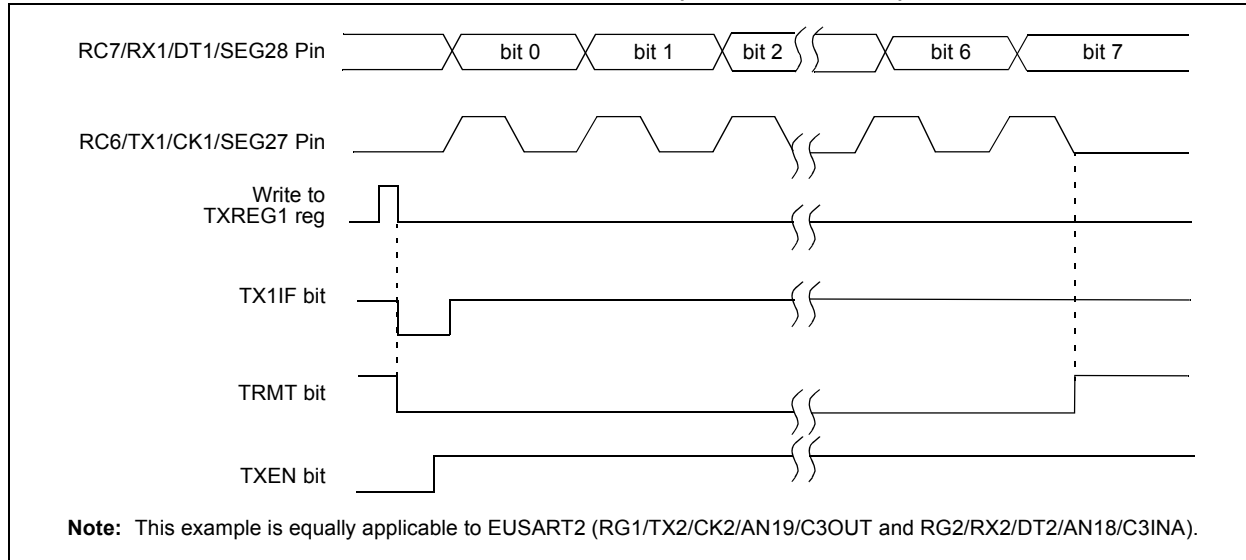 RC7/RX1/DT1/SEG28 Pin
bit 0
bit 1
bit 2
bit 6
bit 7
RC6/TX1/CK1/SEG27 Pin
Write to
TXREG1 reg
TX1IF bit
TRMT bit
TXEN bit
Note: This example is equally applicable to EUSART2 (RG1/TX2/CK2/AN19/C3OUT and RG2/RX2/DT2/AN18/C3INA).